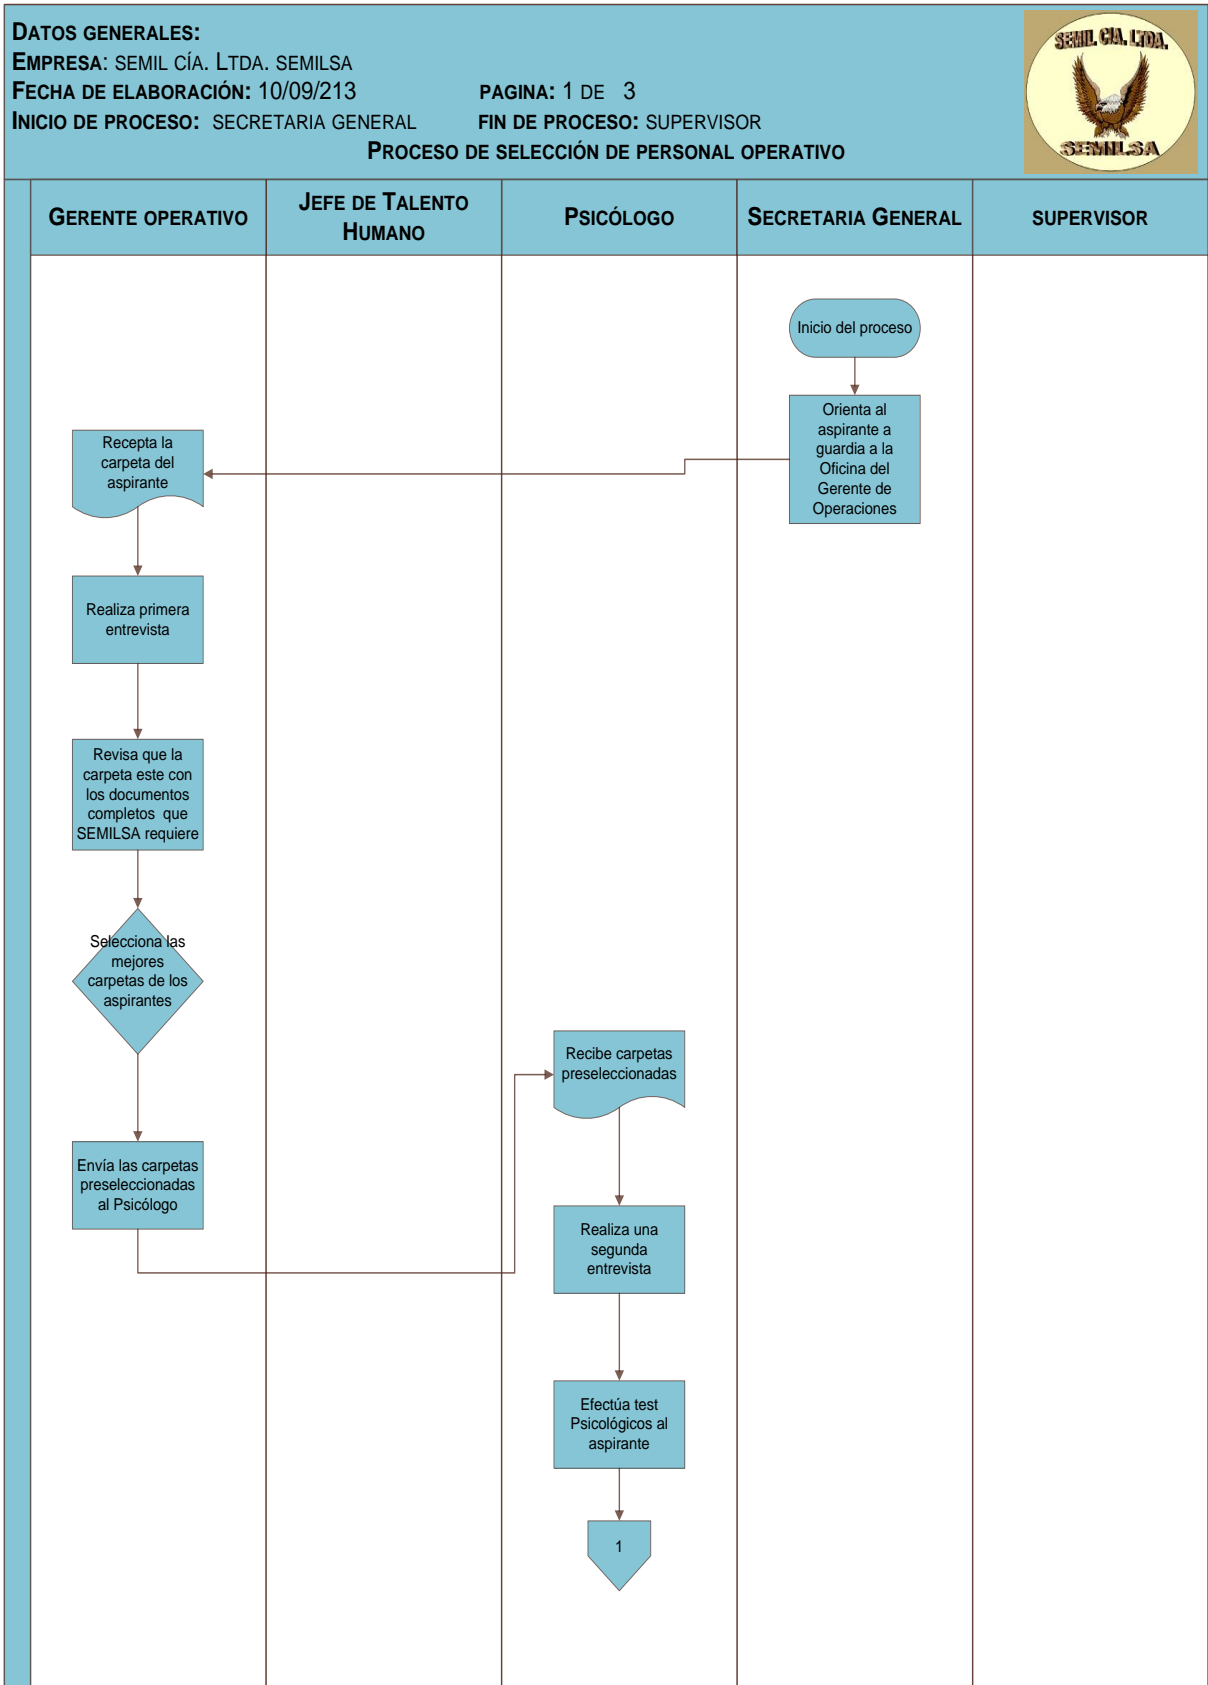 DATOS GENERALES:
EMPRESA: SEMIL CÍA. LTDA. SEMILSA
FECHA DE ELABORACIÓN: 10/09/213 PAGINA: 1 DE 3
INICIO DE PROCESO: SECRETARIA GENERAL FIN DE PROCESO: SUPERVISOR
PROCESO DE SELECCIÓN DE PERSONAL OPERATIVO
SEMIL CIA. LTDA.
SEMILSA
GERENTE OPERATIVO
JEFE DE TALENTO
HUMANO
PSICÓLOGO
SECRETARIA GENERAL
SUPERVISOR
Inicio del proceso
Orienta al
aspirante a
guardia a la
Oficina del
Gerente de
Operaciones
Recepta la
carpeta del
aspirante
Realiza primera
entrevista
Revisa que la
carpeta este con
los documentos
completos que
SEMILSA requiere
Selecciona las
mejores
carpetas de los
aspirantes
Envía las carpetas
preseleccionadas
al Psicólogo
Recibe carpetas
preseleccionadas
Realiza una
segunda
entrevista
Efectúa test
Psicológicos al
aspirante
1